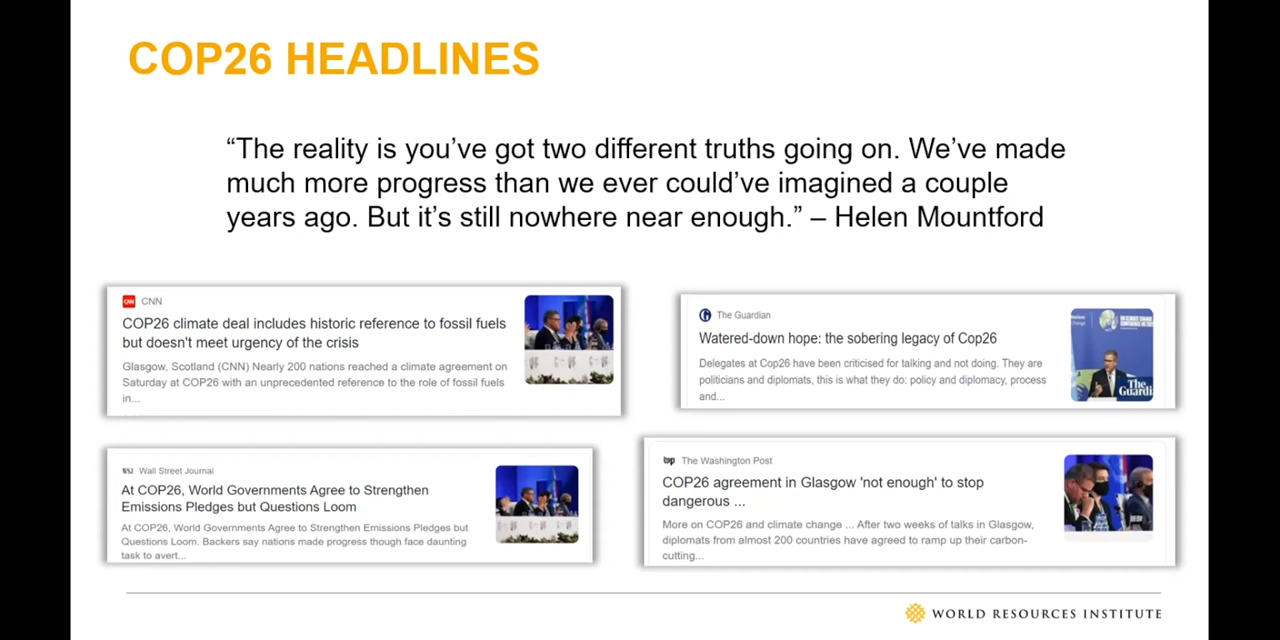 COP26 HEADLINES
“The reality is you’ve got two different truths going on. We’ve made
much more progress than we ever could’ve imagined a couple
years ago. But it’s still nowhere near enough.” – Helen Mountford
CNN
COP26 climate deal includes historic reference to fossil fuels
but doesn't meet urgency of the crisis
Glasgow, Scotland (CNN) Nearly 200 nations reached a climate agreement on
Saturday at COP26 with an unprecedented reference to the role of fossil fuels
in...
The Guardian
Watered-down hope: the sobering legacy of Cop26
Delegates at Cop26 have been criticised for talking and not doing. They are
politicians and diplomats, this is what they do: policy and diplomacy, process
and...
The
Guardi
WSJ Wall Street Journal
At COP26, World Governments Agree to Strengthen
Emissions Pledges but Questions Loom
At COP26, World Governments Agree to Strengthen Emissions Pledges but
Questions Loom. Backers say nations made progress though face daunting
task to avert...
wp The Washington Post
COP26 agreement in Glasgow 'not enough' to stop
dangerous ...
More on COP26 and climate change ... After two weeks of talks in Glasgow,
diplomats from almost 200 countries have agreed to ramp up their carbon-
cutting...
WORLD RESOURCES INSTITUTE